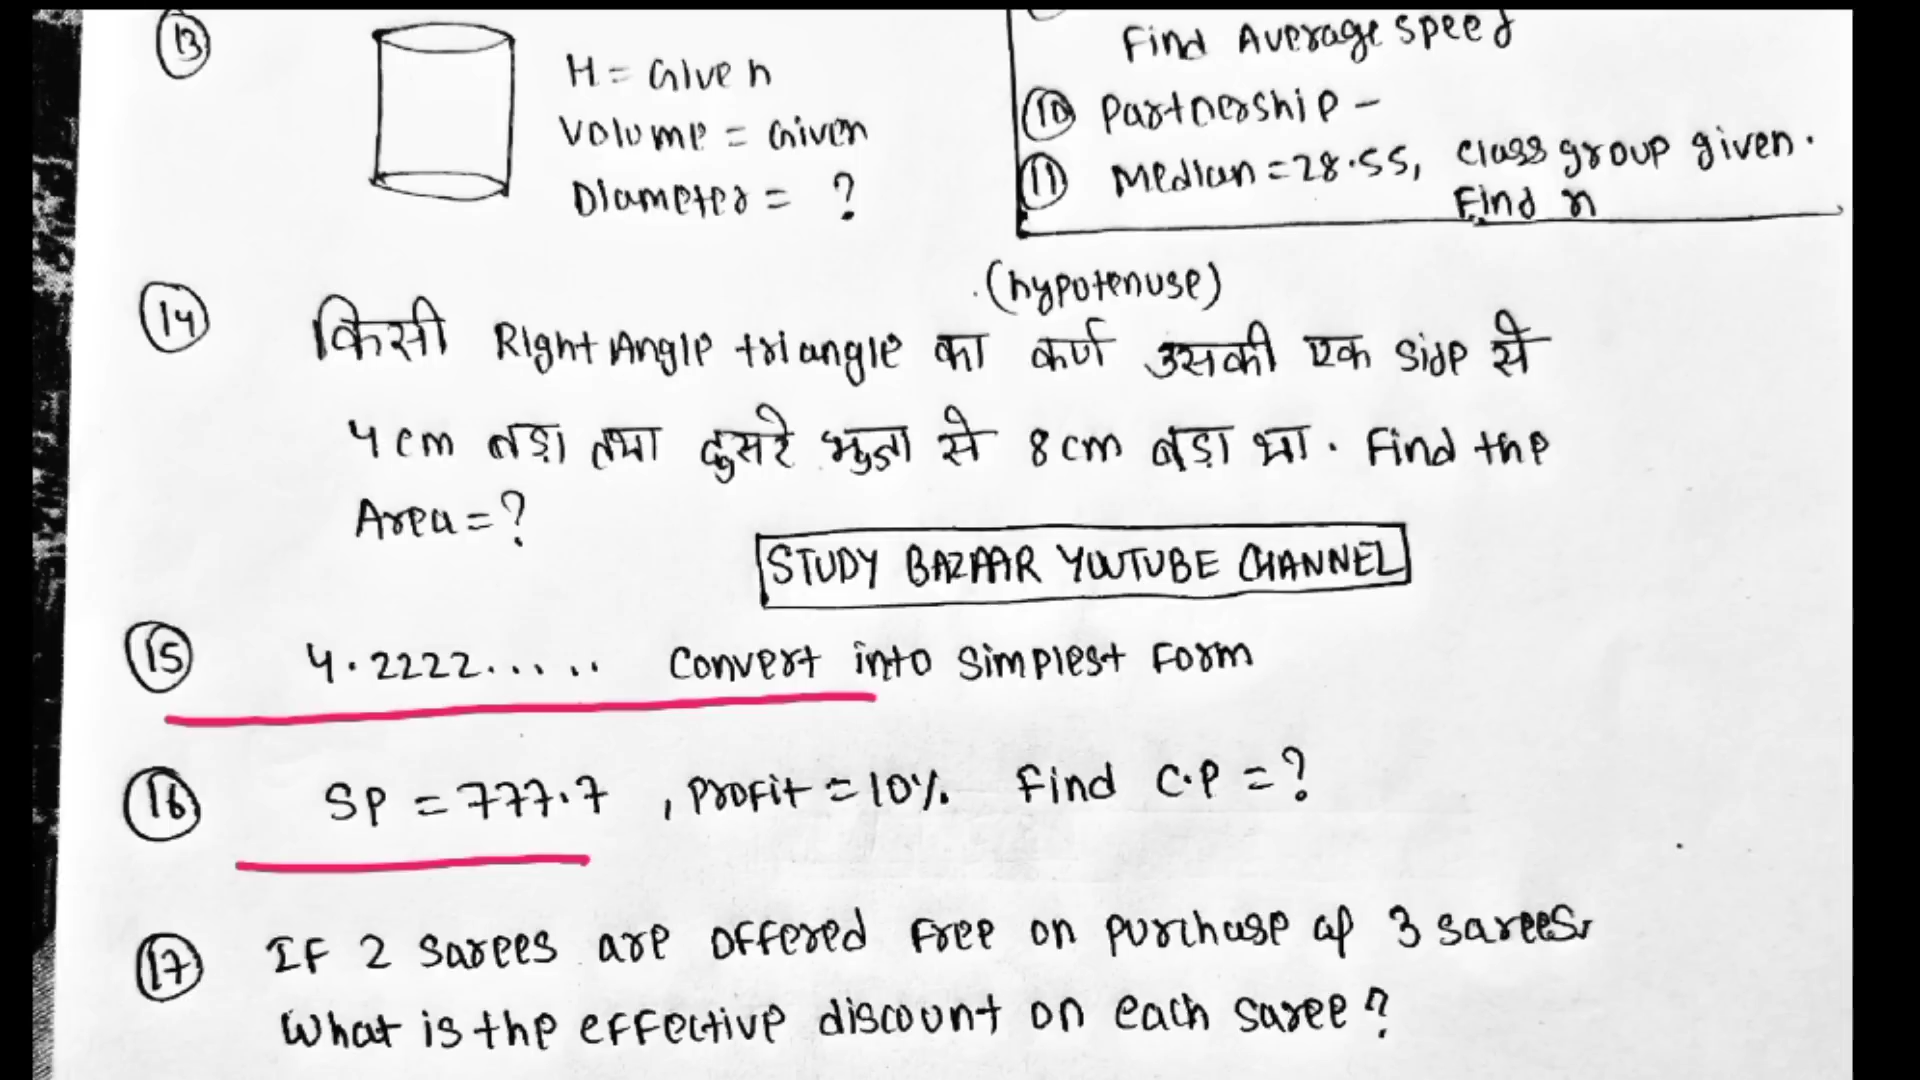 Find Average speed
(10) Partnership -
(11) Median = 28.55, class group given.
Find n
(13)
H = Given
Volume = Given
Diameter = ?
(hypotenuse)
(14) किसी Right Angle triangle का कर्ण उसकी एक side से
4 cm बड़ा तथा दुसरे भुजा से 8 cm बड़ा था. Find the
Area = ?
STUDY BAZAAR YOUTUBE CHANNEL
(15) 4.2222..... Convert into Simplest Form
(16) SP = 777.7 , Profit = 10% Find C.P = ?
(17) IF 2 sarees are offered Free on purchase of 3 sarees,
What is the effective discount on each saree ?